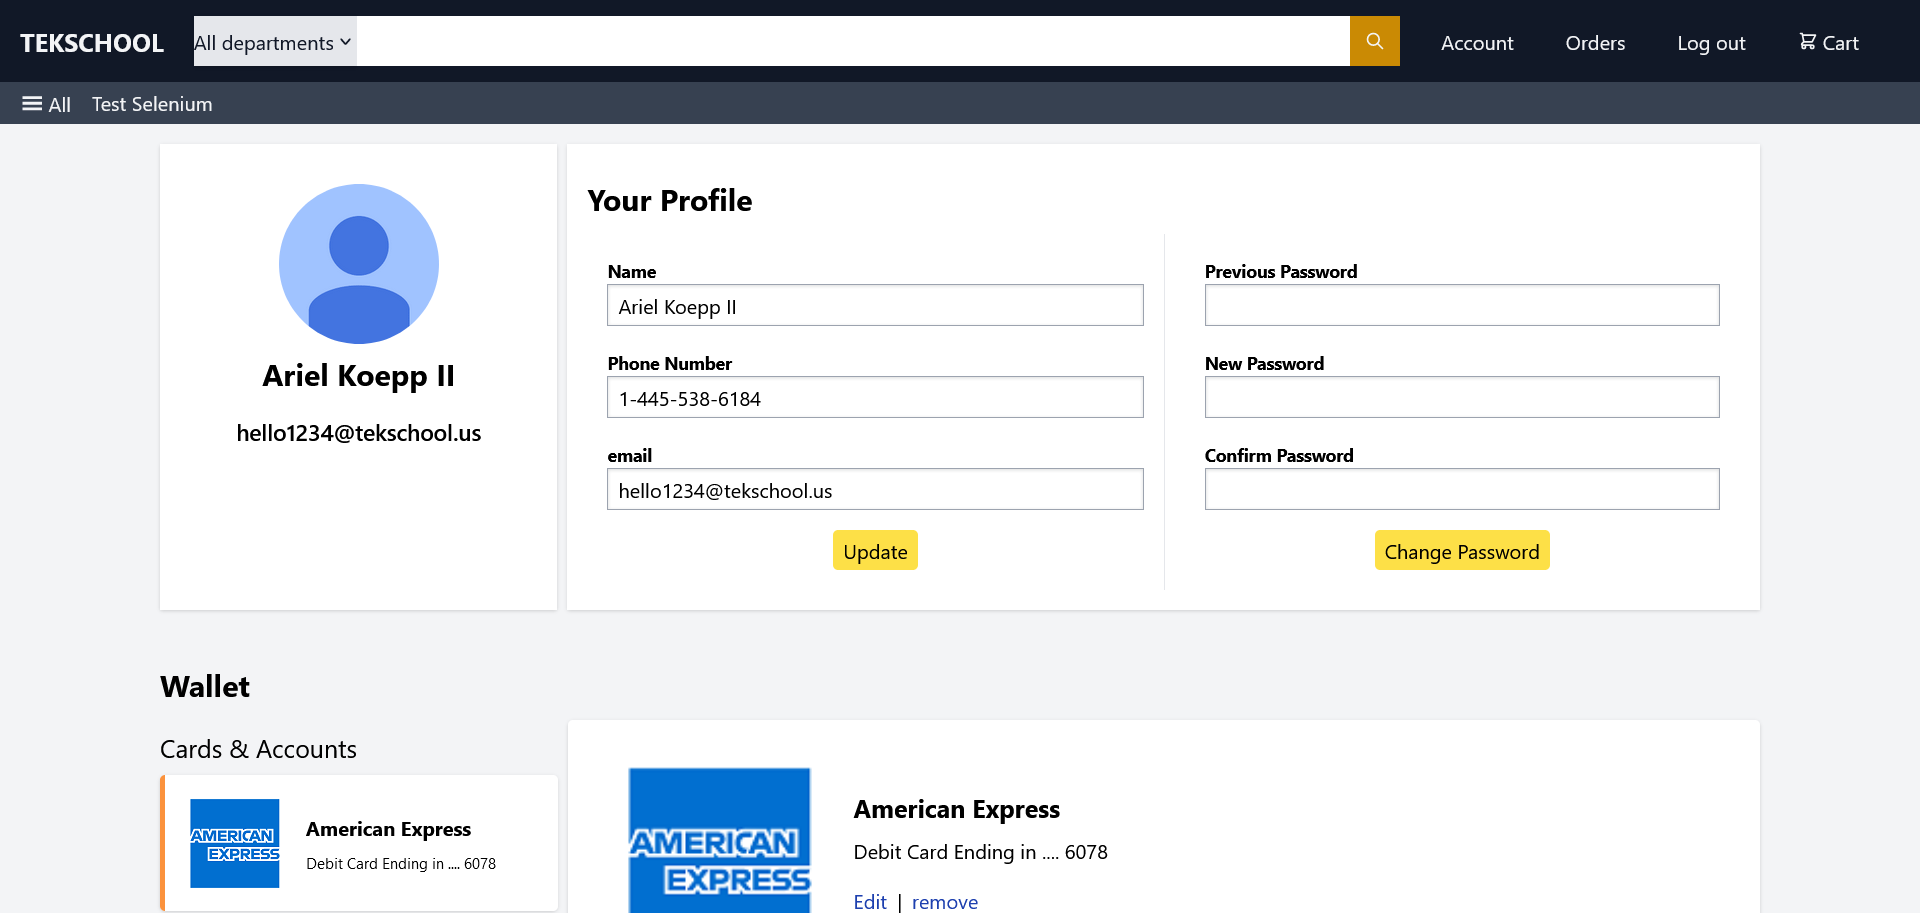 TEKSCHOOL
All departments
Account
Orders
Log out
Cart
All
Test Selenium
Ariel Koepp II
hello1234@tekschool.us
Your Profile
Name
Ariel Koepp II
Phone Number
1-445-538-6184
email
hello1234@tekschool.us
Update
Previous Password
New Password
Confirm Password
Change Password
Wallet
Cards & Accounts
AMERICAN
EXPRESS
American Express
Debit Card Ending in .... 6078
AMERICAN
EXPRESS
American Express
Debit Card Ending in .... 6078
Edit | remove